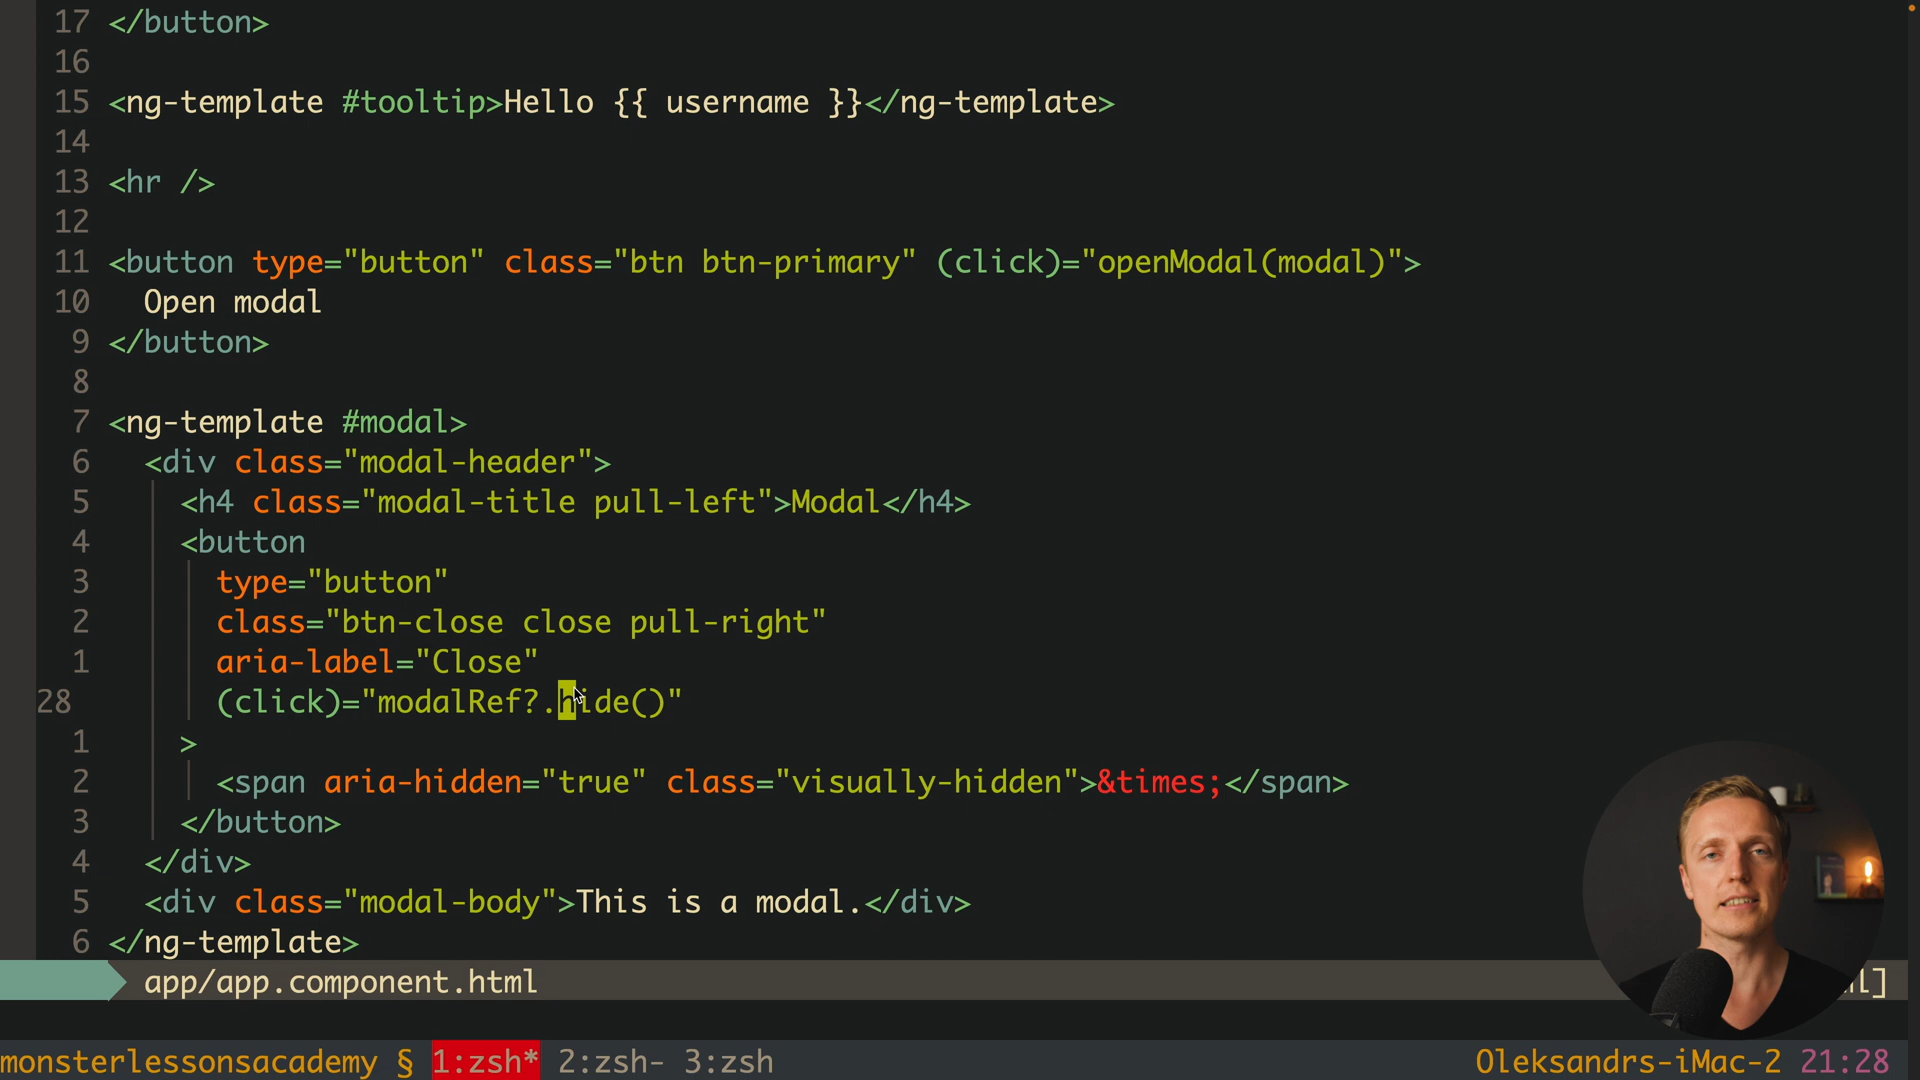 17 </button>
16
15 <ng-template #tooltip>Hello {{ username }}</ng-template>
14
13 <hr />
12
11 <button type="button" class="btn btn-primary" (click)="openModal(modal)">
10 Open modal
9 </button>
8
7 <ng-template #modal>
6 <div class="modal-header">
5 <h4 class="modal-title pull-left">Modal</h4>
4 <button
3 type="button"
2 class="btn-close close pull-right"
1 aria-label="Close"
28 (click)="modalRef?.hide()"
1 >
2 <span aria-hidden="true" class="visually-hidden">&times;</span>
3 </button>
4 </div>
5 <div class="modal-body">This is a modal.</div>
6 </ng-template>
app/app.component.html
monsterlessonsacademy § 1:zsh* 2:zsh- 3:zsh Oleksandrs-iMac-2 21:28